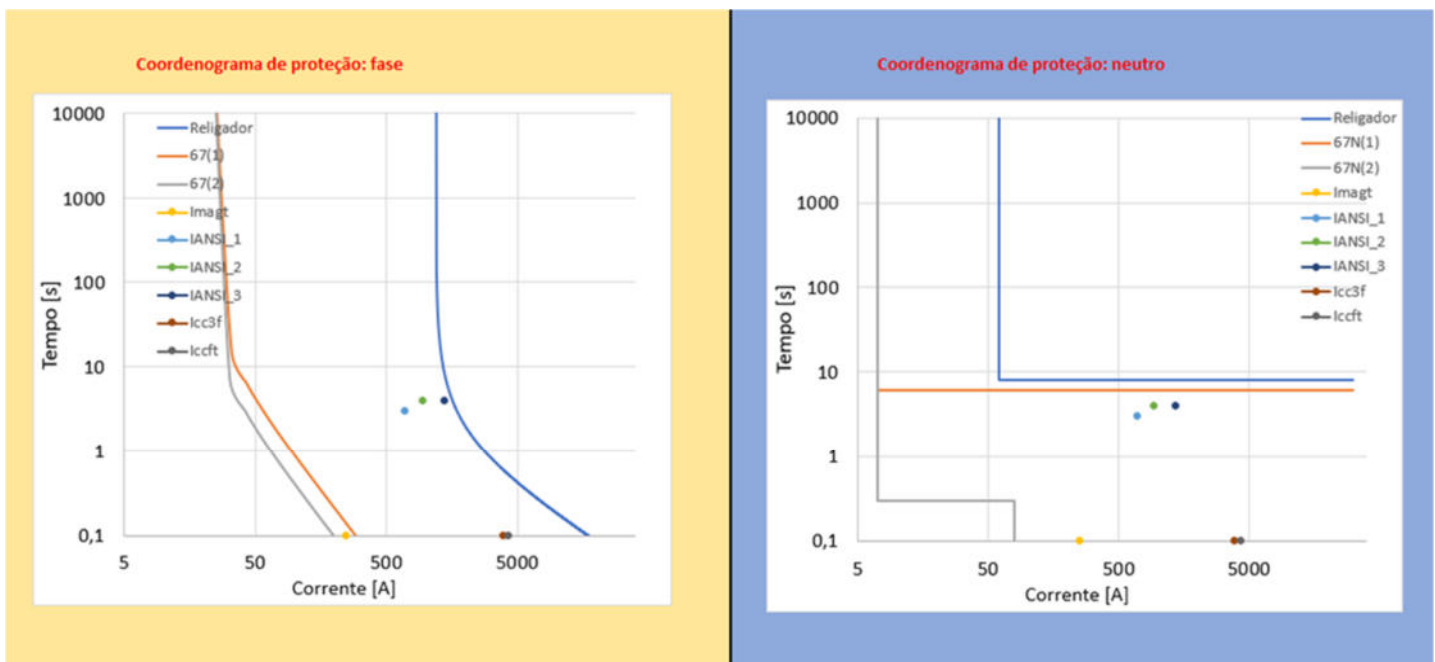 Coordenograma de proteção: fase
10000
1000
100
10
1
0,1
Tempo [s]
Religador
67(1)
67(2)
Imagt
IANSI_1
IANSI_2
IANSI_3
Icc3f
Iccft
5
50
500
5000
Corrente [A]
Coordenograma de proteção: neutro
10000
1000
100
10
1
0,1
Tempo [s]
Religador
67N(1)
67N(2)
Imagt
IANSI_1
IANSI_2
IANSI_3
Icc3f
Iccft
5
50
500
5000
Corrente [A]